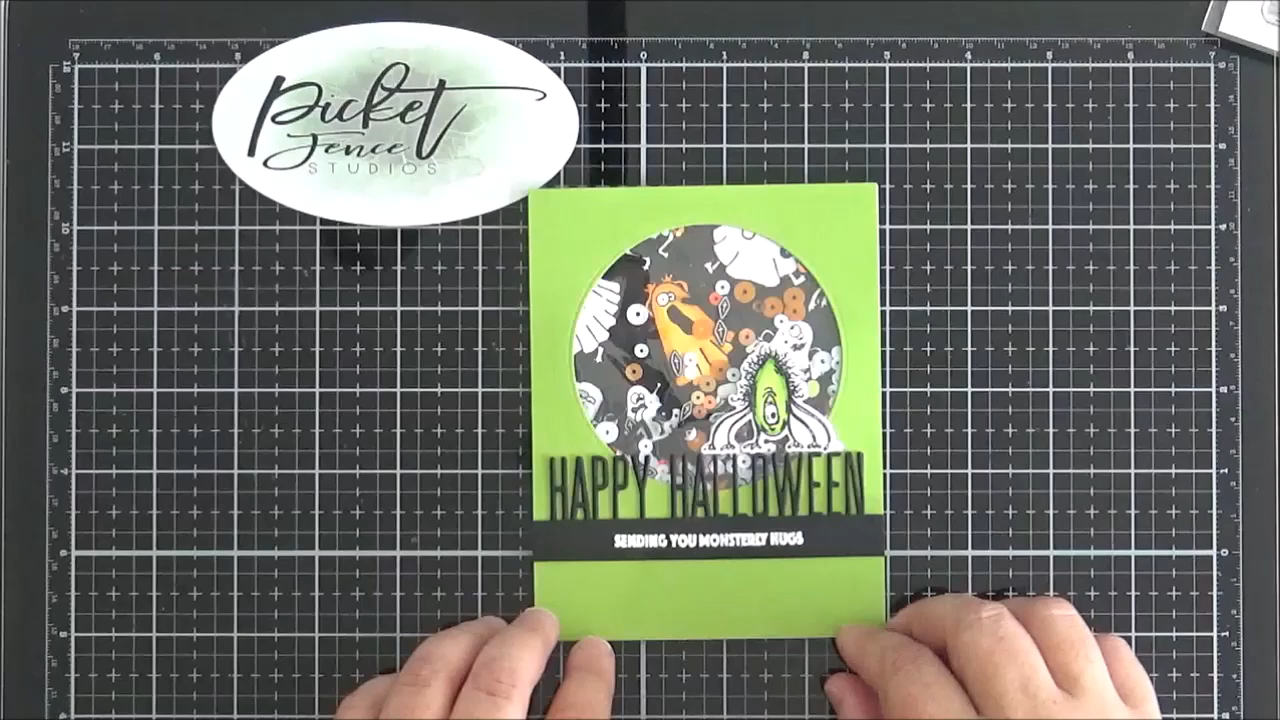 Picket
Fence
STUDIOS
HAPPY HALLOWEEN
SENDING YOU MONSTERLY HUGS